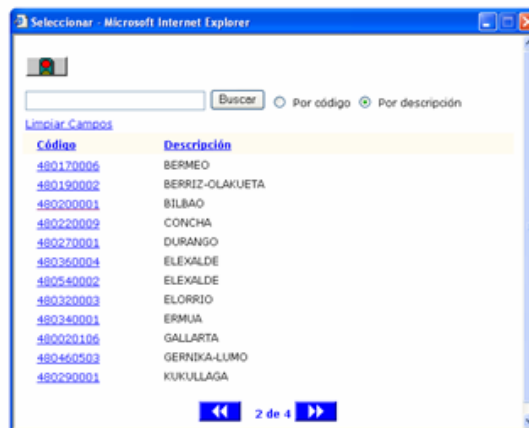 Seleccionar - Microsoft Internet Explorer
Buscar Por código Por descripción
Limpiar Campos
Código Descripción
480170006 BERMEO
480190002 BERRIZ-OLAKUETA
480200001 BILBAO
480220009 CONCHA
480270001 DURANGO
480360004 ELEXALDE
480540002 ELEXALDE
480320003 ELORRIO
480340001 ERMUA
480020106 GALLARTA
480460503 GERNIKA-LUMO
480290001 KUKULLAGA
2 de 4